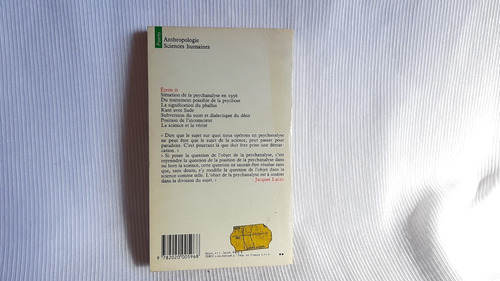 Points
Anthropologie
Sciences humaines
Écrits II
Situation de la psychanalyse en 1956
Du traitement possible de la psychose
La signification du phallus
Kant avec Sade
Subversion du sujet et dialectique du désir
Position de l'inconscient
La science et la vérité
« Dire que le sujet sur quoi nous opérons en psychanalyse
ne peut être que le sujet de la science, peut passer pour
paradoxe. C'est pourtant là que doit être prise une démar-
cation. »
« Si poser la question de l'objet de la psychanalyse, c'est
reprendre la question de la position de la psychanalyse dans
ou hors la science, cette question ne saurait être résolue sans
que, sans doute, s'y modifie la question de l'objet dans la
science comme telle. L'objet de la psychanalyse est à insérer
dans la division du sujet. »
Jacques Lacan
9 782020 005968